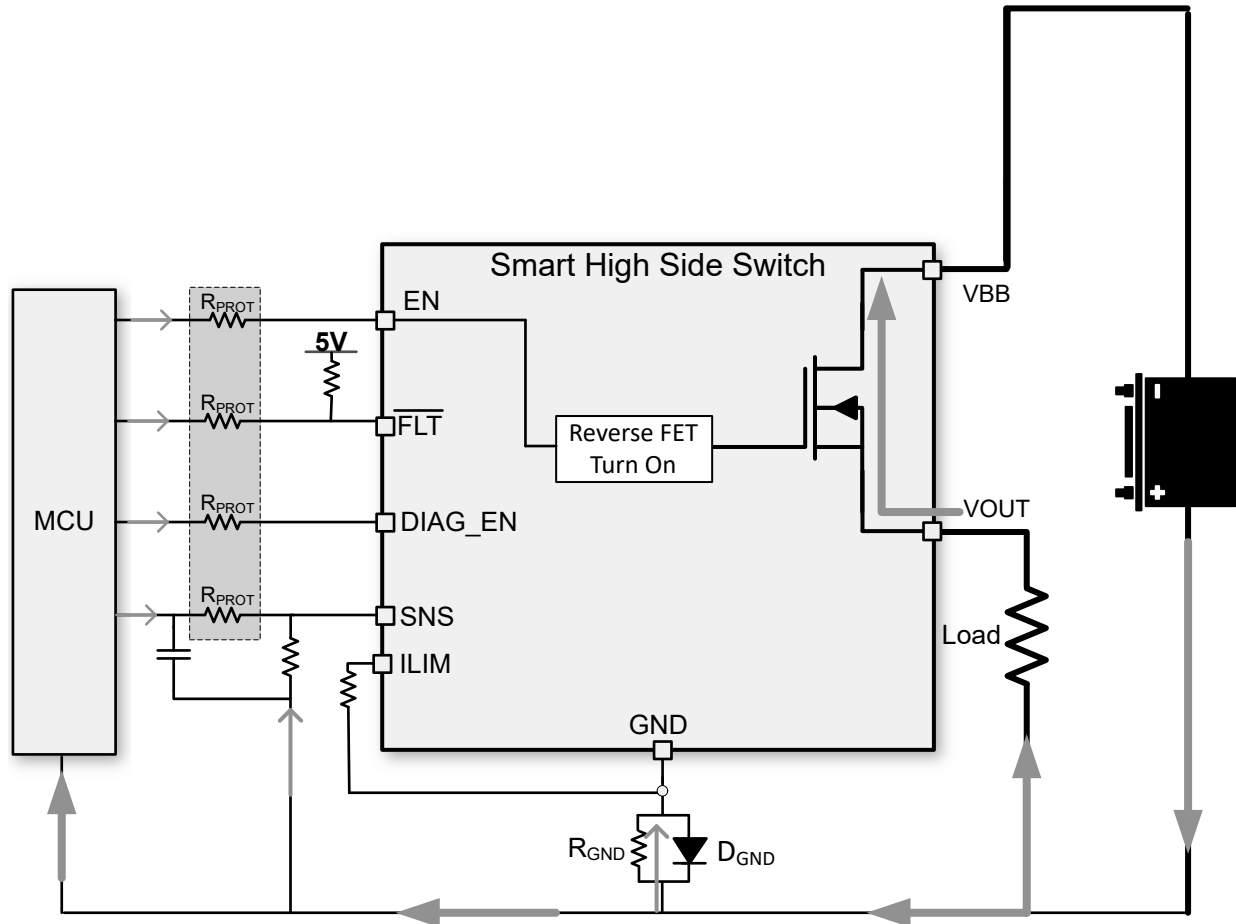 Smart High Side Switch
VBB
R_PROT
EN
5V
R_PROT
FLT
Reverse FET
Turn On
-
MCU
R_PROT
DIAG_EN
VOUT
+
R_PROT
SNS
Load
ILIM
GND
R_GND
D_GND